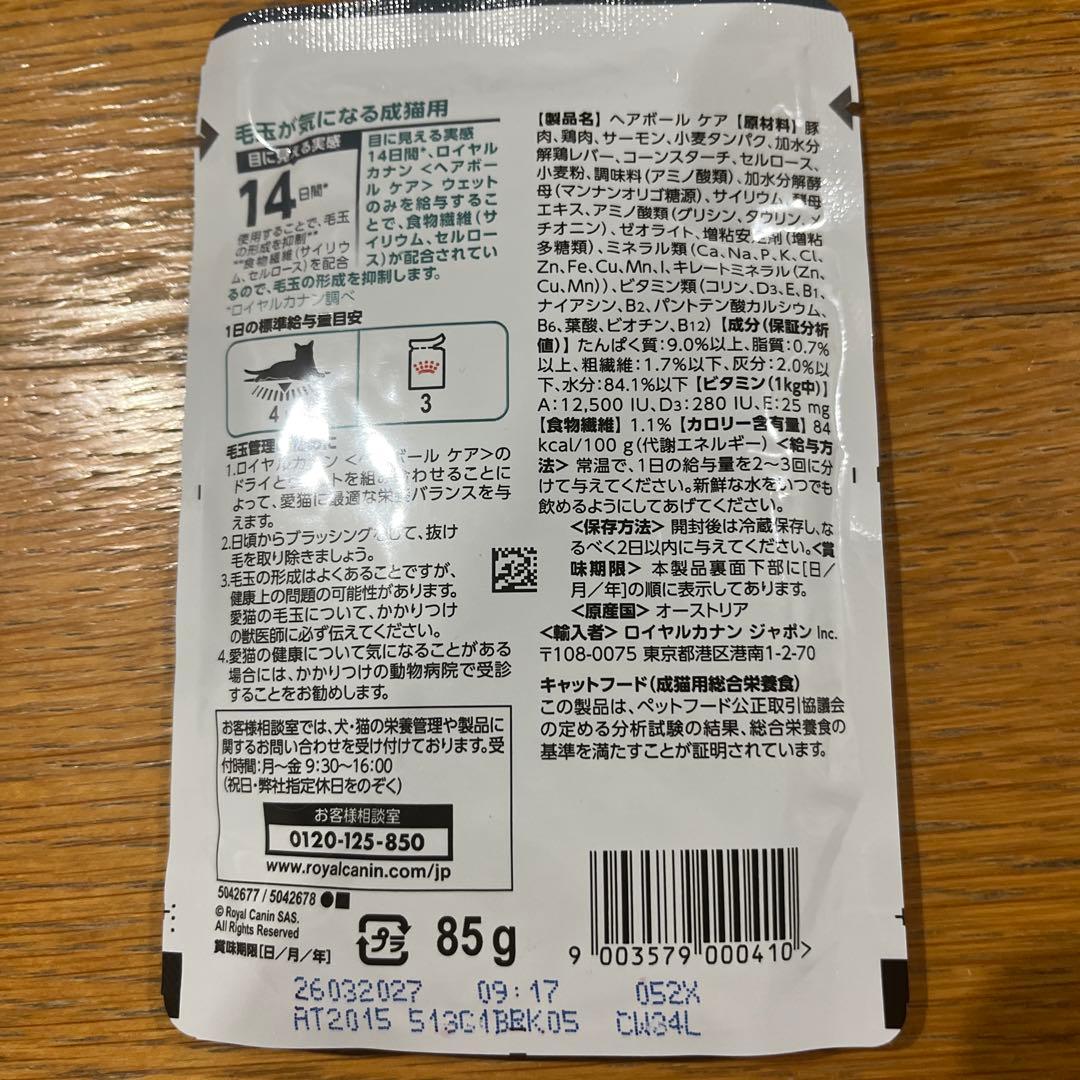 毛玉が気になる成猫用
目に見える実感
14日間*
使用することで、毛玉
の形成を抑制**
**食物繊維(サイリウ
ム、セルロース)を配合
目に見える実感
14日間*、ロイヤル
カナン <ヘアボー
ル ケア> ウェット
のみを給与するこ
とで、食物繊維(サ
イリウム、セルロー
ス)が配合されてい
るので、毛玉の形成を抑制します。
*ロイヤルカナン調べ
1日の標準給与量目安
4
3
毛玉管理
1.ロイヤルカナン <ヘアボール ケア>の
ドライとウェットを組み合わせることに
よって、愛猫に最適な栄養バランスを与
えます。
2.日頃からブラッシングをして、抜け
毛を取り除きましょう。
3.毛玉の形成はよくあることですが、
健康上の問題の可能性があります。
愛猫の毛玉について、かかりつけ
の獣医師に必ず伝えてください。
4.愛猫の健康について気になることがある
場合には、かかりつけの動物病院で受診
することをお勧めします。
お客様相談室では、犬・猫の栄養管理や製品に
関するお問い合わせを受け付けております。受
付時間:月〜金 9:30〜16:00
(祝日・弊社指定休日をのぞく)
お客様相談室
0120-125-850
www.royalcanin.com/jp
5042677 / 5042678
© Royal Canin SAS.
All Rights Reserved
賞味期限[日/月/年]
プラ
85 g
【製品名】 ヘアボール ケア 【原材料】 豚
肉、鶏肉、サーモン、小麦タンパク、加水分
解鶏レバー、コーンスターチ、セルロース、
小麦粉、調味料(アミノ酸類)、加水分解酵
母(マンナンオリゴ糖源)、サイリウム、酵母
エキス、アミノ酸類(グリシン、タウリン、メ
チオニン)、ゼオライト、増粘安定剤(増粘
多糖類)、ミネラル類(Ca、Na、P、K、Cl、
Zn、Fe、Cu、Mn、I、キレートミネラル(Zn、
Cu、Mn))、ビタミン類(コリン、D3、E、B1、
ナイアシン、B2、パントテン酸カルシウム、
B6、葉酸、ビオチン、B12) 【成分(保証分析
値)】 たんぱく質:9.0%以上、脂質:0.7%
以上、粗繊維:1.7%以下、灰分:2.0%以
下、水分:84.1%以下 【ビタミン(1kg中)】
A:12,500 IU、D3:280 IU、E:25 mg
【食物繊維】 1.1% 【カロリー含有量】 84
kcal/100 g(代謝エネルギー) <給与方
法> 常温で、1日の給与量を2〜3回に分
けて与えてください。新鮮な水をいつでも
飲めるようにしてあげてください。
<保存方法> 開封後は冷蔵保存し、な
るべく2日以内に与えてください。<賞
味期限> 本製品裏面下部に[日/
月/年]の順に表示してあります。
<原産国> オーストリア
<輸入者> ロイヤルカナン ジャポン Inc.
〒108-0075 東京都港区港南1-2-70
キャットフード(成猫用総合栄養食)
この製品は、ペットフード公正取引協議会
の定める分析試験の結果、総合栄養食の
基準を満たすことが証明されています。
9 003579 000410
26032027 09:17 052X
AT2015 513G1BBK05 CW34L